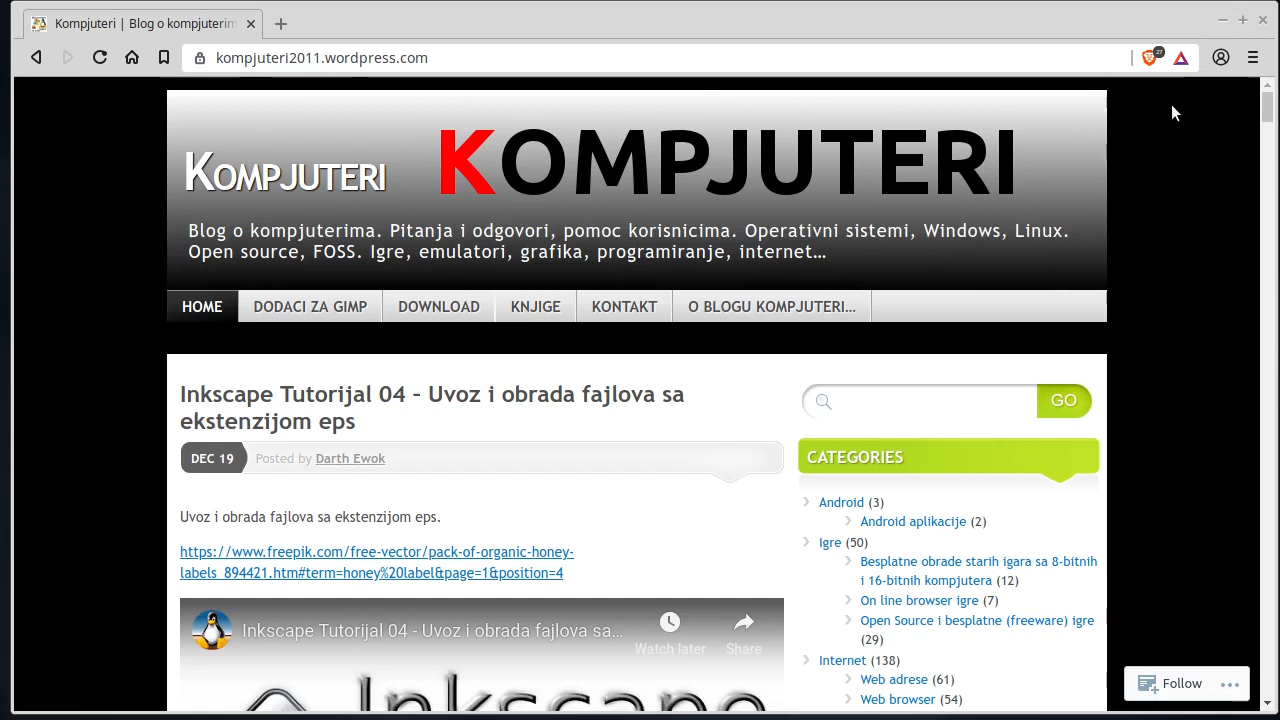 Kompjuteri | Blog o kompjuterim
kompjuteri2011.wordpress.com
27
KOMPJUTERI
KOMPJUTERI
Blog o kompjuterima. Pitanja i odgovori, pomoc korisnicima. Operativni sistemi, Windows, Linux.
Open source, FOSS. Igre, emulatori, grafika, programiranje, internet...
HOME DODACI ZA GIMP DOWNLOAD KNJIGE KONTAKT O BLOGU KOMPJUTERI...
Inkscape Tutorijal 04 – Uvoz i obrada fajlova sa
ekstenzijom eps
DEC 19 Posted by Darth Ewok
Uvoz i obrada fajlova sa ekstenzijom eps.
https://www.freepik.com/free-vector/pack-of-organic-honey-
labels_894421.htm#term=honey%20label&page=1&position=4
Inkscape Tutorijal 04 - Uvoz i obrada fajlova sa...
Watch later Share
Inkscape
GO
CATEGORIES
Android (3)
Android aplikacije (2)
Igre (50)
Besplatne obrade starih igara sa 8-bitnih
i 16-bitnih kompjutera (12)
On line browser igre (7)
Open Source i besplatne (freeware) igre
(29)
Internet (138)
Web adrese (61)
Web browser (54)
Follow